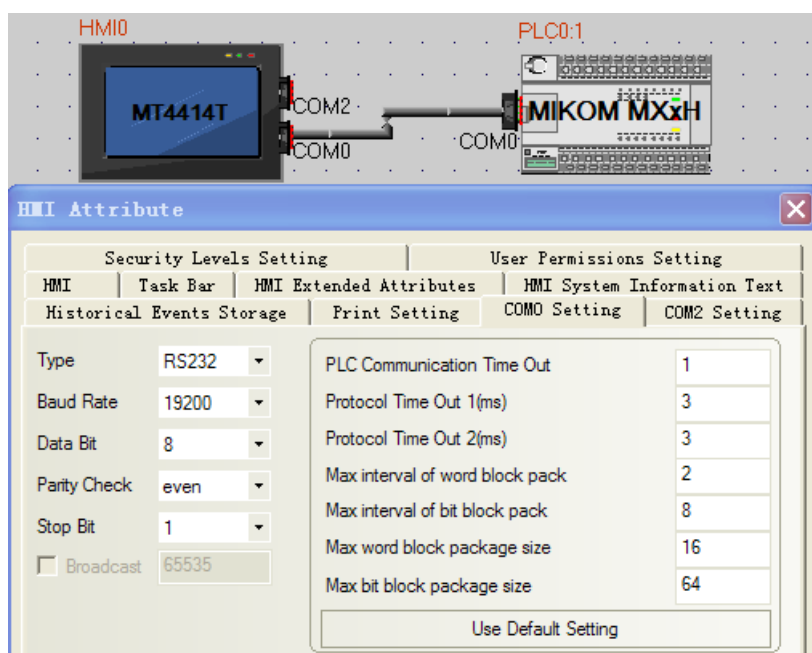 HMI0
PLC0:1
MT4414T
COM2
COM0
COM0
MIKOM MXxH
HMI Attribute
Security Levels Setting
User Permissions Setting
HMI
Task Bar
HMI Extended Attributes
HMI System Information Text
Historical Events Storage
Print Setting
COM0 Setting
COM2 Setting
Type
RS232
Baud Rate
19200
Data Bit
8
Parity Check
even
Stop Bit
1
Broadcast
65535
PLC Communication Time Out
1
Protocol Time Out 1(ms)
3
Protocol Time Out 2(ms)
3
Max interval of word block pack
2
Max interval of bit block pack
8
Max word block package size
16
Max bit block package size
64
Use Default Setting